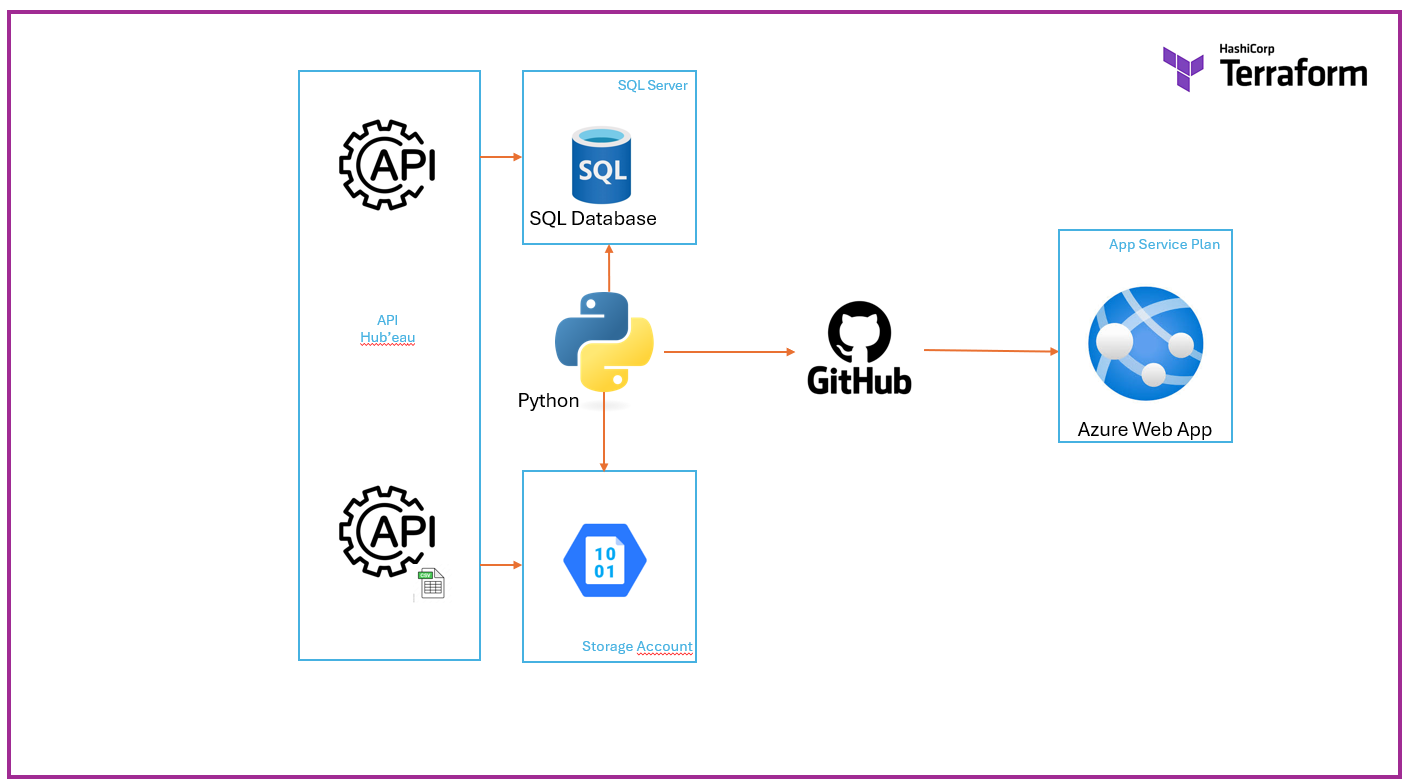 HashiCorp
Terraform
SQL Server
API
SQL
SQL Database
App Service Plan
API
Hub'eau
GitHub
Python
Azure Web App
API
CSV
10
01
Storage Account